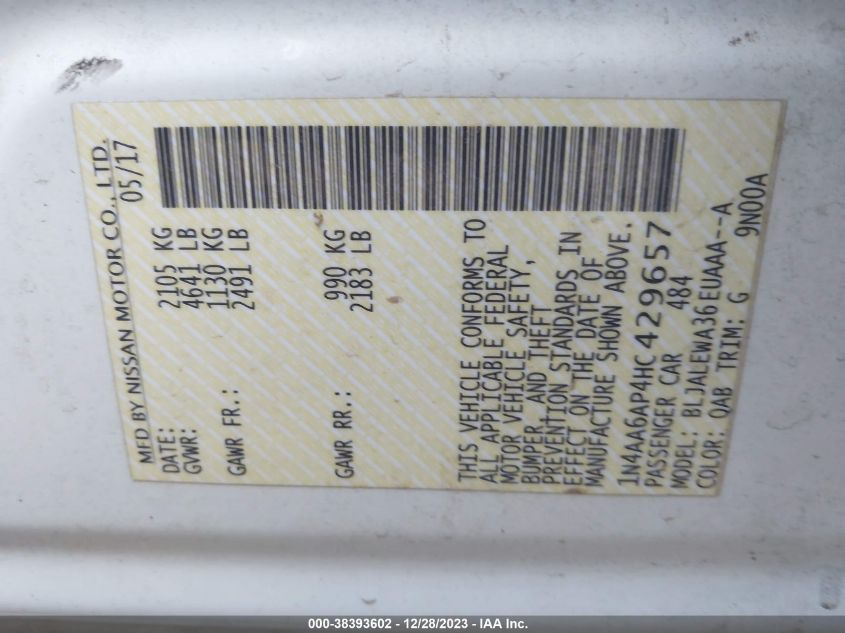 MFD BY NISSAN MOTOR CO., LTD.
DATE: 05/17
GVWR: 2105 KG
4641 LB
GAWR FR.: 1130 KG
2491 LB
GAWR RR.: 990 KG
2183 LB
THIS VEHICLE CONFORMS TO
ALL APPLICABLE FEDERAL
MOTOR VEHICLE SAFETY,
BUMPER, AND THEFT
PREVENTION STANDARDS IN
EFFECT ON THE DATE OF
MANUFACTURE SHOWN ABOVE.
1N4AA6AP4HC429657
PASSENGER CAR 484
MODEL: BLJALEWA36EUAAA--A
COLOR: QAB TRIM: G 9N00A
000-38393602 - 12/28/2023 - IAA Inc.